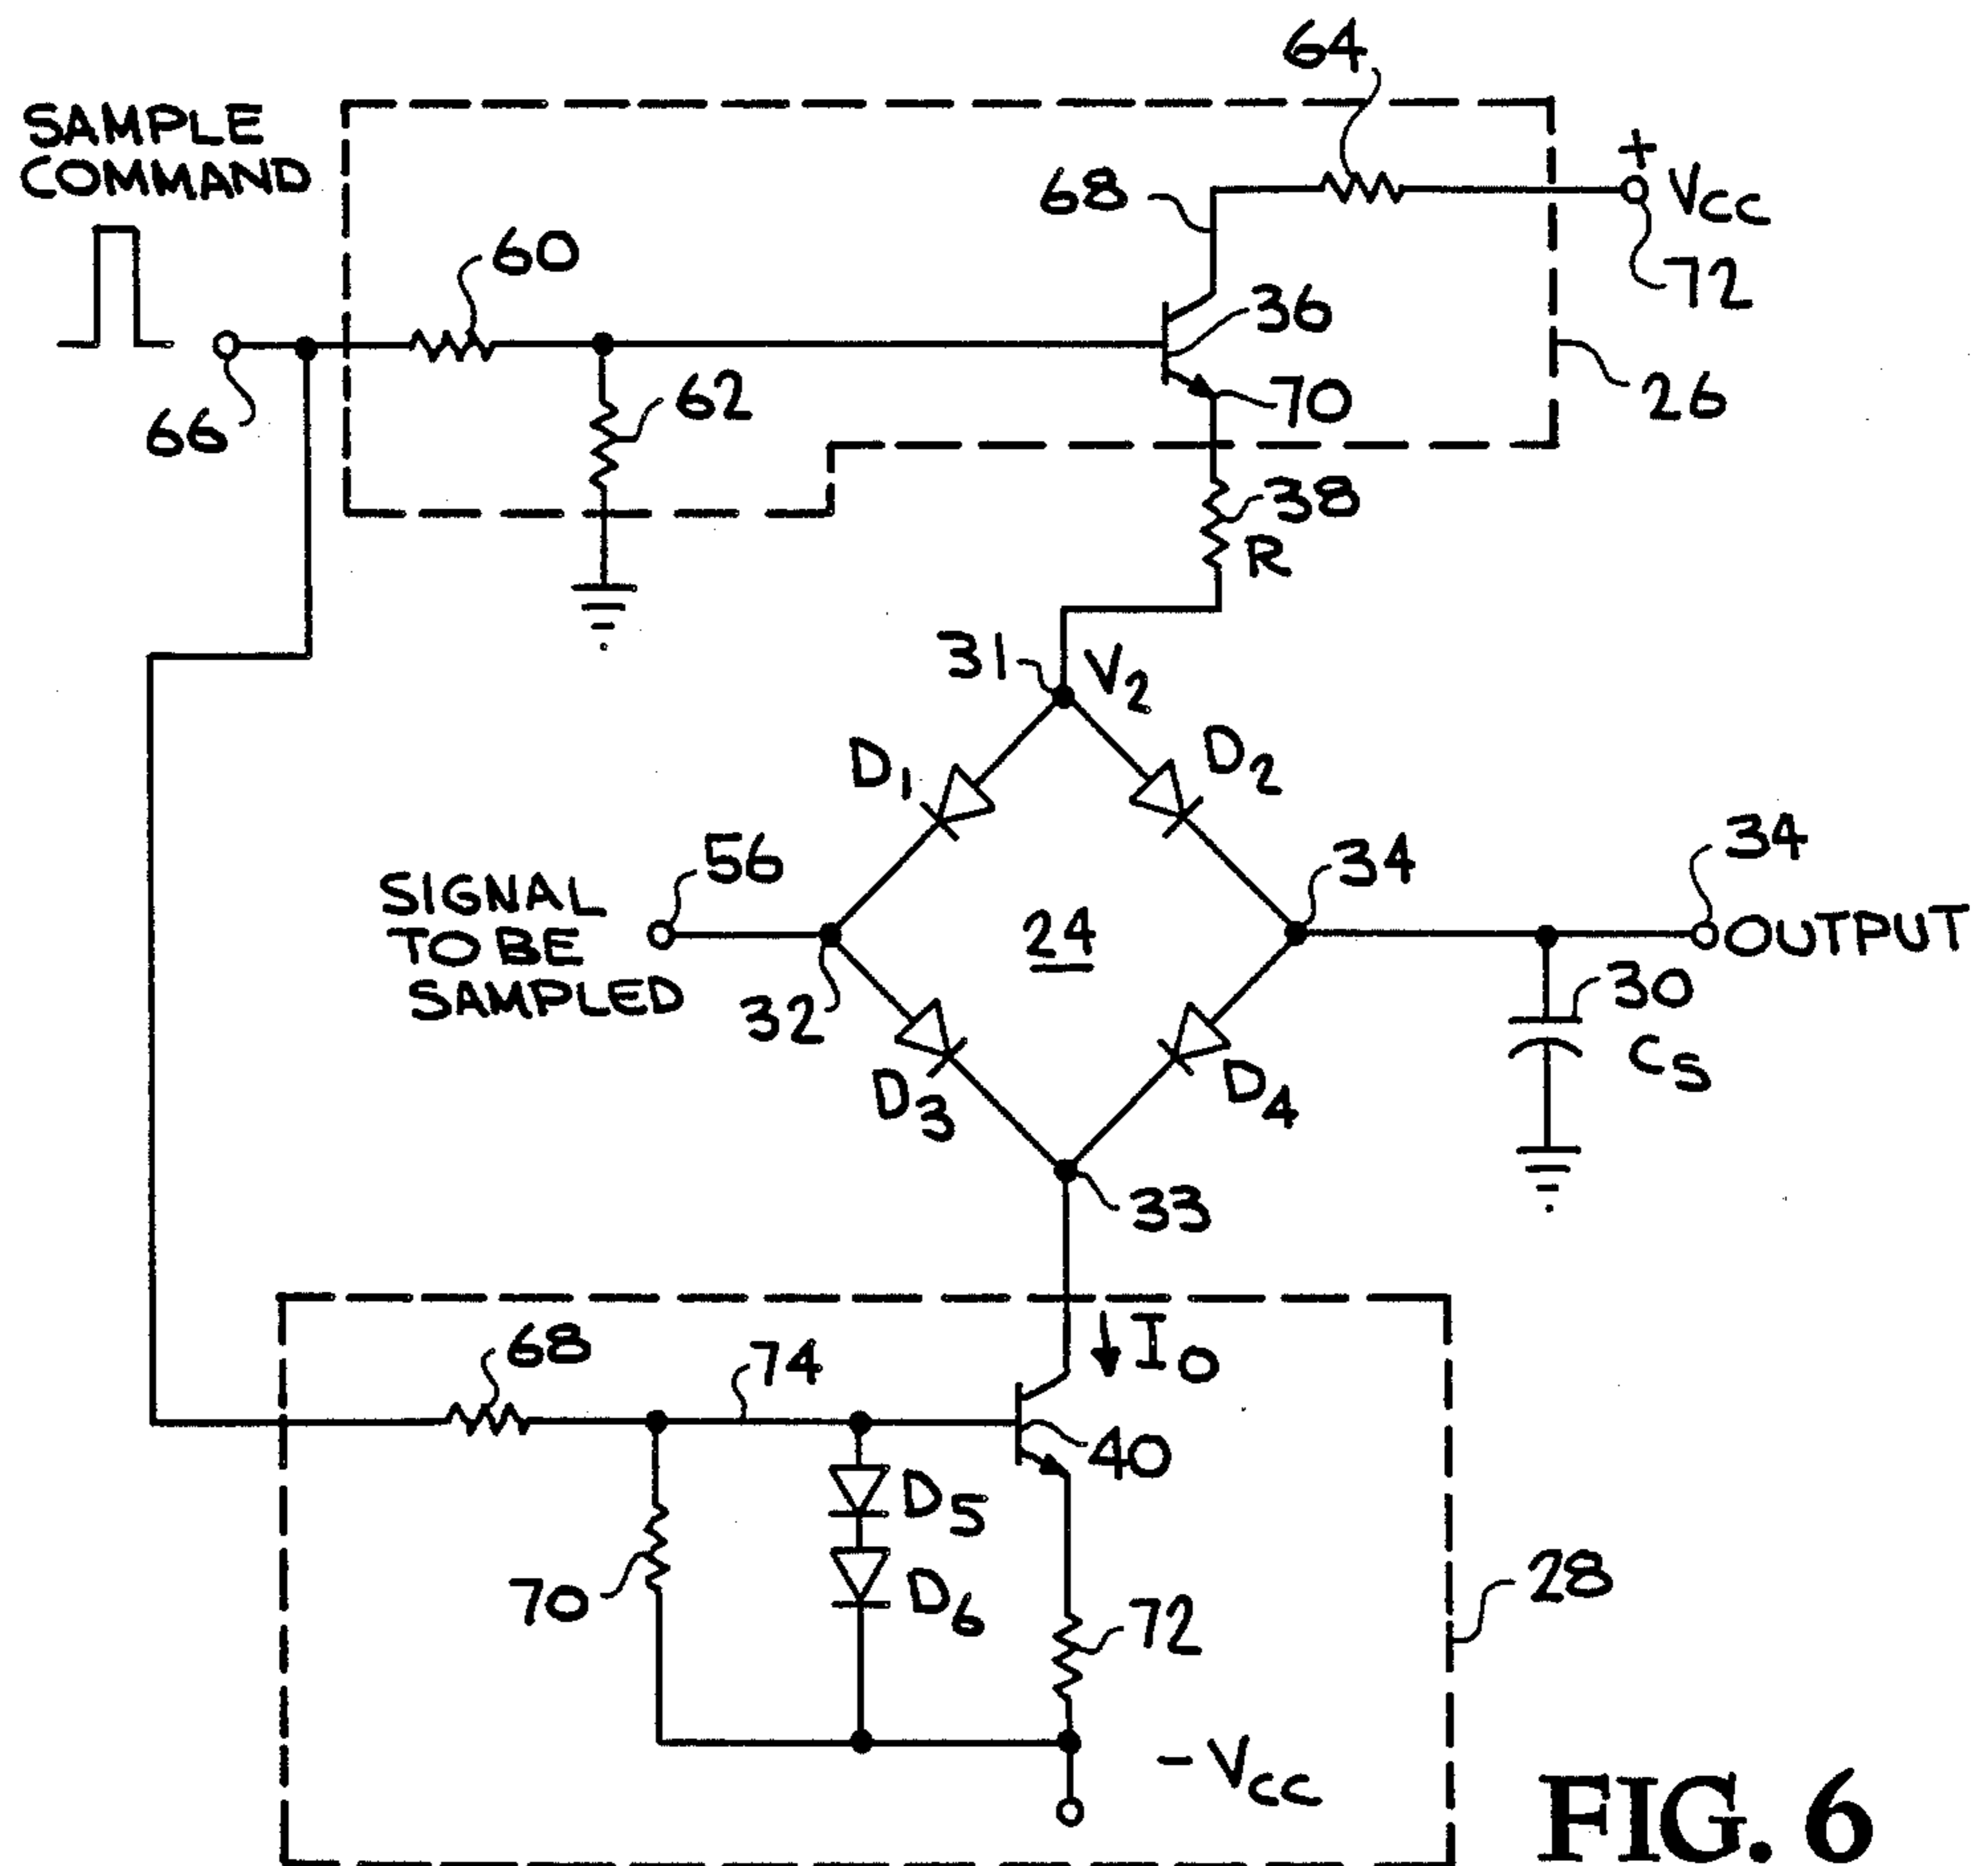 64
SAMPLE
COMMAND
+
VCC
68
72
60
36
70
26
62
66
38
R
31
V2
D1
D2
56
34
34
SIGNAL
TO BE
SAMPLED
24
OUTPUT
32
30
CS
D3
D4
33
IO
68
74
40
D5
28
70
D6
72
- VCC
FIG. 6